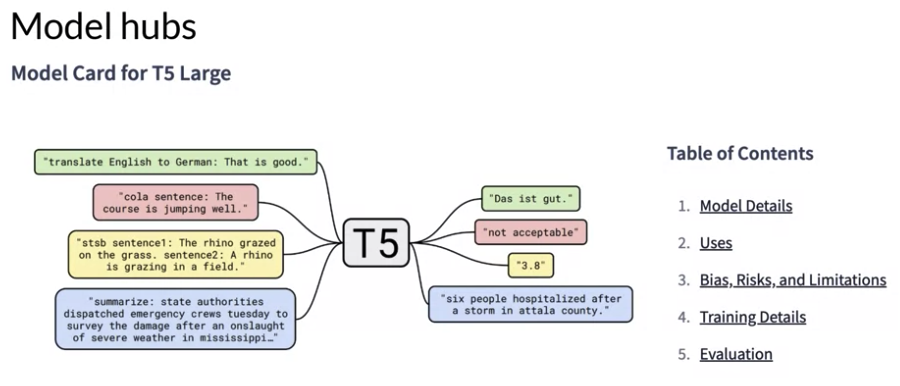 Model hubs
Model Card for T5 Large
"translate English to German: That is good."
"cola sentence: The
course is jumping well."
"stsb sentence1: The rhino grazed
on the grass. sentence2: A rhino
is grazing in a field."
"summarize: state authorities
dispatched emergency crews tuesday to
survey the damage after an onslaught
of severe weather in mississippi…"
T5
"Das ist gut."
"not acceptable"
"3.8"
"six people hospitalized after
a storm in attala county."
Table of Contents
1. Model Details
2. Uses
3. Bias, Risks, and Limitations
4. Training Details
5. Evaluation